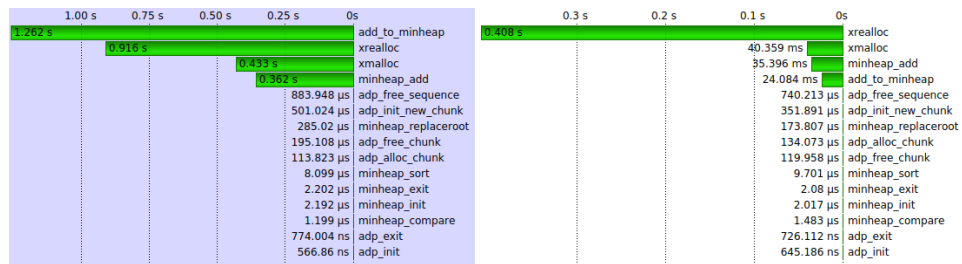 1.00 s 0.75 s 0.50 s 0.25 s 0s
1.262 s add_to_minheap
0.916 s xrealloc
0.433 s xmalloc
0.362 s minheap_add
883.948 µs adp_free_sequence
501.024 µs adp_init_new_chunk
285.02 µs minheap_replaceroot
195.108 µs adp_free_chunk
113.823 µs adp_alloc_chunk
8.099 µs minheap_sort
2.202 µs minheap_exit
2.192 µs minheap_init
1.199 µs minheap_compare
774.004 ns adp_exit
566.86 ns adp_init
0.3 s 0.2 s 0.1 s 0s
0.408 s xrealloc
40.359 ms xmalloc
35.396 ms minheap_add
24.084 ms add_to_minheap
740.213 µs adp_free_sequence
351.891 µs adp_init_new_chunk
173.807 µs minheap_replaceroot
134.073 µs adp_alloc_chunk
119.958 µs adp_free_chunk
9.701 µs minheap_sort
2.08 µs minheap_exit
2.017 µs minheap_init
1.483 µs minheap_compare
726.112 ns adp_exit
645.186 ns adp_init